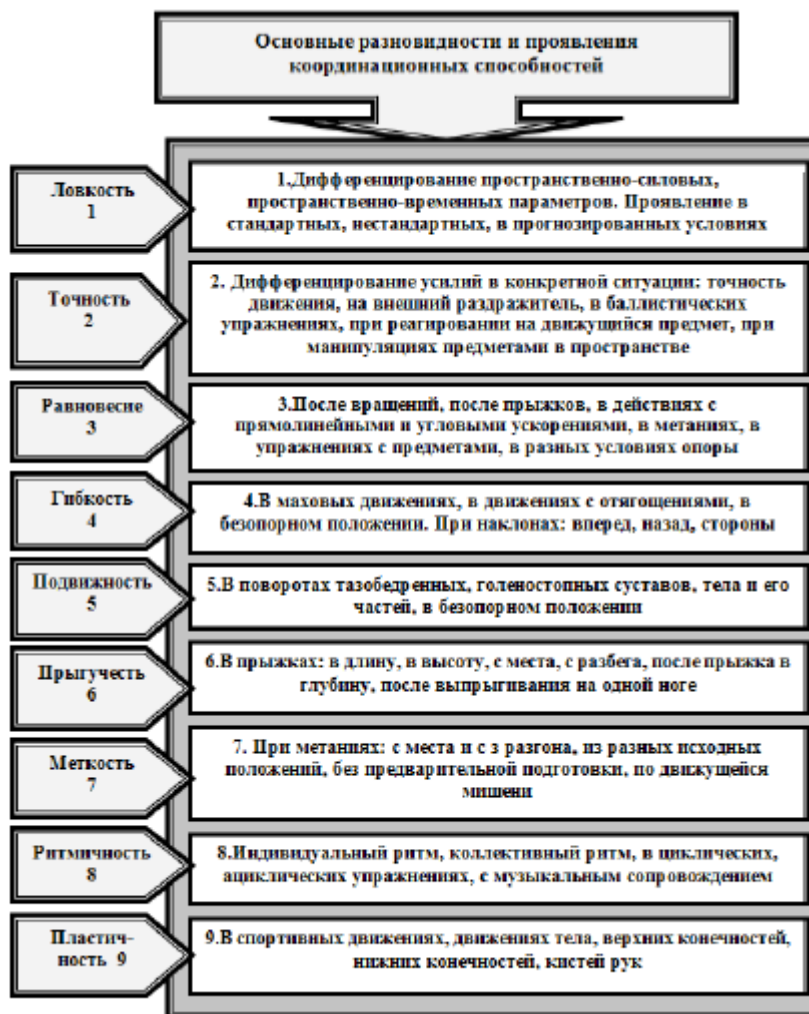 Основные разновидности и проявления
координационных способностей
Ловкость
1
1.Дифференцирование пространственно-силовых,
пространственно-временных параметров. Проявление в
стандартных, нестандартных, в прогнозированных условиях
Точность
2
2. Дифференцирование усилий в конкретной ситуации: точность
движения, на внешний раздражитель, в баллистических
упражнениях, при реагировании на движущийся предмет, при
манипуляциях предметами в пространстве
Равновесие
3
3.После вращений, после прыжков, в действиях с
прямолинейными и угловыми ускорениями, в метаниях, в
упражнениях с предметами, в разных условиях опоры
Гибкость
4
4.В маховых движениях, в движениях с отягощениями, в
безопорном положении. При наклонах: вперед, назад, стороны
Подвижность
5
5.В поворотах тазобедренных, голеностопных суставов, тела и его
частей, в безопорном положении
Прыгучесть
6
6.В прыжках: в длину, в высоту, с места, с разбега, после прыжка в
глубину, после выпрыгивания на одной ноге
Меткость
7
7. При метаниях: с места и с з разгона, из разных исходных
положений, без предварительной подготовки, по движущейся
мишени
Ритмичность
8
8.Индивидуальный ритм, коллективный ритм, в циклических,
ациклических упражнениях, с музыкальным сопровождением
Пластич-
ность 9
9.В спортивных движениях, движениях тела, верхних конечностей,
нижних конечностей, кистей рук